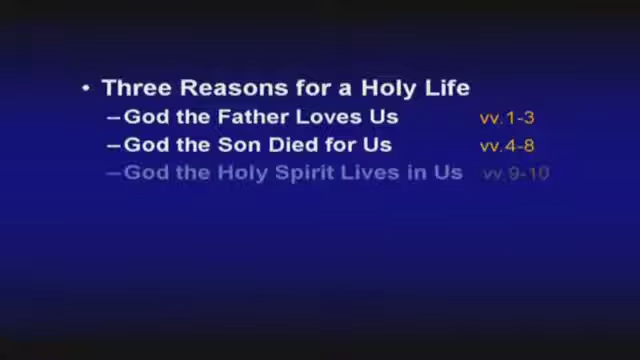 • Three Reasons for a Holy Life
–God the Father Loves Us vv.1-3
–God the Son Died for Us vv.4-8
–God the Holy Spirit Lives in Us vv.9-10